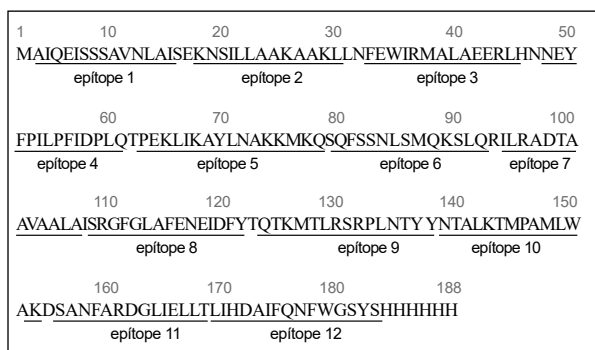 1 10 20 30 40 50
MAIQEISSSAVNLAISEKNSILLAAKAAKLLNFEWIRMALAEERLHNNEY
epítope 1 epítope 2 epítope 3
60 70 80 90 100
FPILPFIDPLQTPEKLIKAYLNAKKMKQSQFSSNLSMQKSLQRILRADTA
epítope 4 epítope 5 epítope 6 epítope 7
110 120 130 140 150
AVAALAISRGFGLAFENEIDFYTQTKMTLRSRPLNTYYNTALKTMPAMLW
epítope 8 epítope 9 epítope 10
160 170 180 188
AKDSANFARDGLIELLTLIHDAIFQNFWGSYSHHHHHH
epítope 11 epítope 12